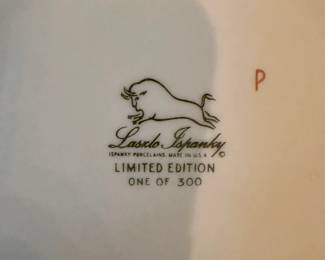 P
Laszlo Ispanky ©
ISPANKY PORCELAINS, MADE IN U.S.A
LIMITED EDITION
ONE OF 300